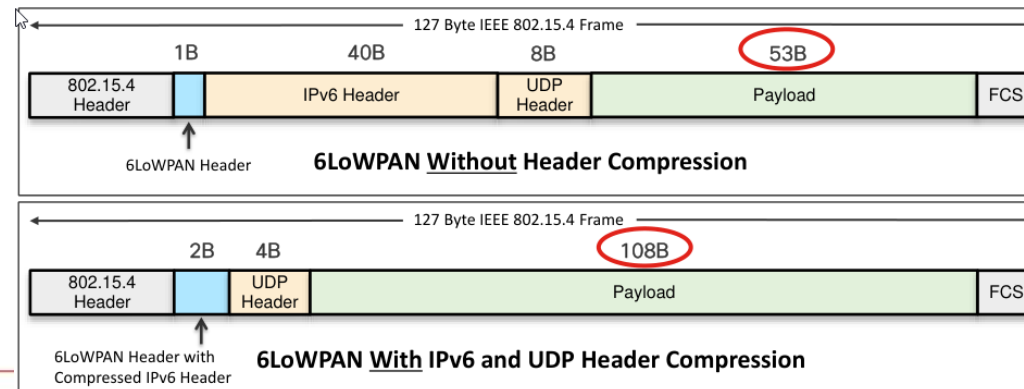 127 Byte IEEE 802.15.4 Frame
1B
40B
8B
53B
802.15.4
Header
IPv6 Header
UDP
Header
Payload
FCS
6LoWPAN Header
6LoWPAN Without Header Compression
127 Byte IEEE 802.15.4 Frame
2B
4B
108B
802.15.4
Header
UDP
Header
Payload
FCS
6LoWPAN Header with
Compressed IPv6 Header
6LoWPAN With IPv6 and UDP Header Compression